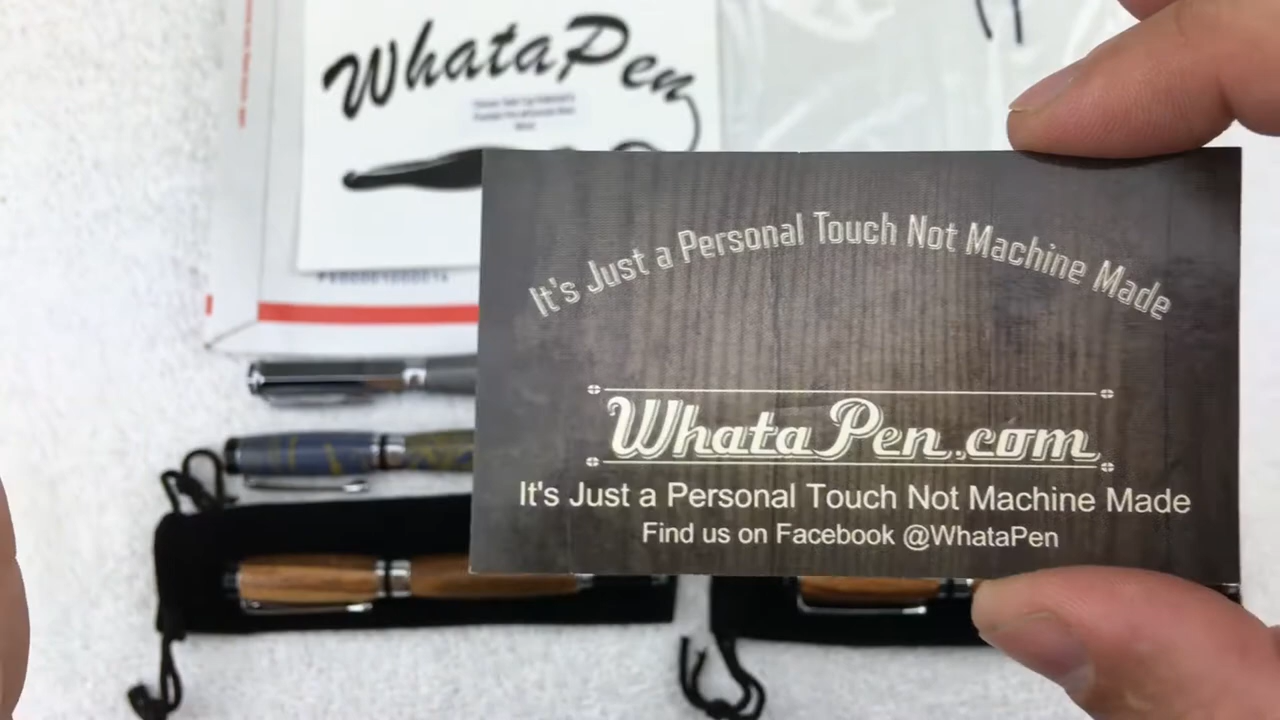 WhataPen
It's Just a Personal Touch Not Machine Made
WhataPen.com
It's Just a Personal Touch Not Machine Made
Find us on Facebook @WhataPen